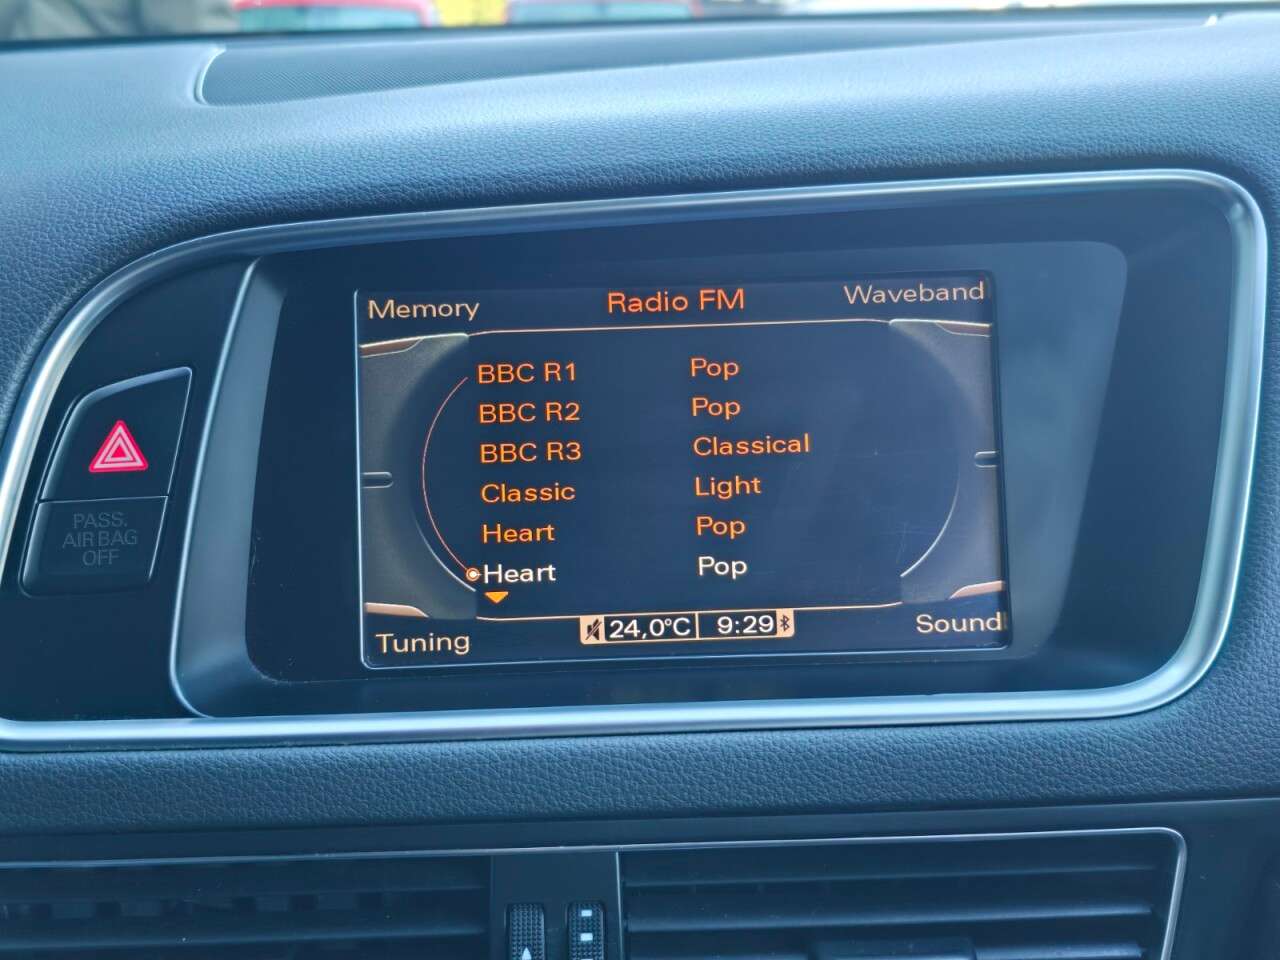 Memory Radio FM Waveband
BBC R1 Pop
BBC R2 Pop
BBC R3 Classical
Classic Light
Heart Pop
Heart Pop
Tuning 24,0°C 9:29 Sound
PASS.
AIR BAG
OFF